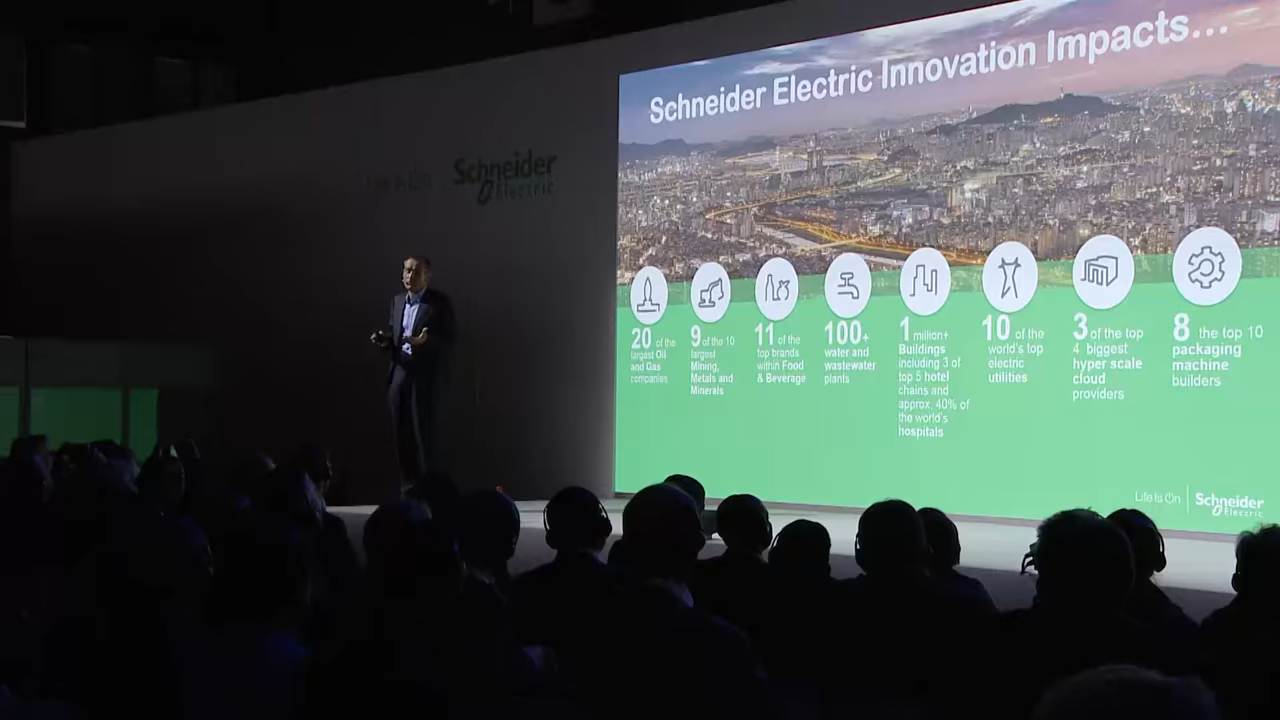 Schneider Electric Innovation Impacts...
Life Is On
Schneider
Electric
20 of the
largest Oil
and Gas
companies
9 of the 10
largest
Mining,
Metals and
Minerals
11 of the
top brands
within Food
& Beverage
100+
water and
wastewater
plants
1 million+
Buildings
including 3 of
top 5 hotel
chains and
approx. 40% of
the world's
hospitals
10 of the
world's top
electric
utilities
3 of the top
4 biggest
hyper scale
cloud
providers
8 the top 10
packaging
machine
builders
Life Is On
Schneider
Electric